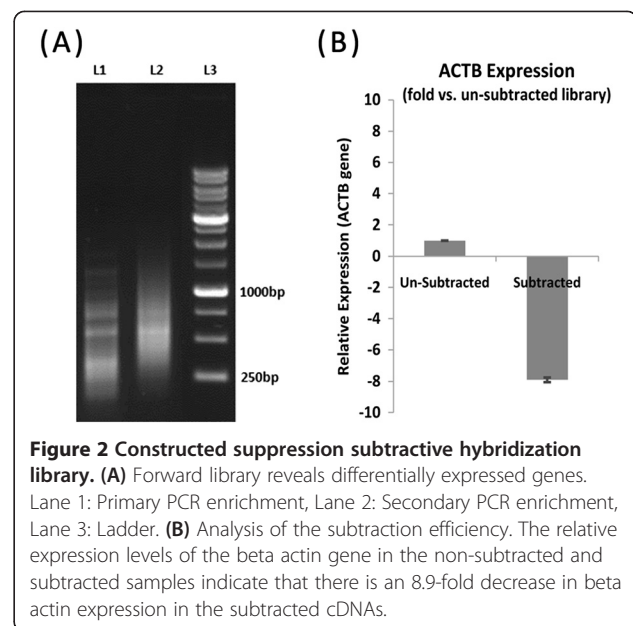 (A)
L1 L2 L3
1000bp
250bp
(B)
ACTB Expression
(fold vs. un-subtracted library)
Relative Expression (ACTB gene)
10
8
6
4
2
0
-2
-4
-6
-8
-10
Un-Subtracted Subtracted
Figure 2 Constructed suppression subtractive hybridization
library. (A) Forward library reveals differentially expressed genes.
Lane 1: Primary PCR enrichment, Lane 2: Secondary PCR enrichment,
Lane 3: Ladder. (B) Analysis of the subtraction efficiency. The relative
expression levels of the beta actin gene in the non-subtracted and
subtracted samples indicate that there is an 8.9-fold decrease in beta
actin expression in the subtracted cDNAs.